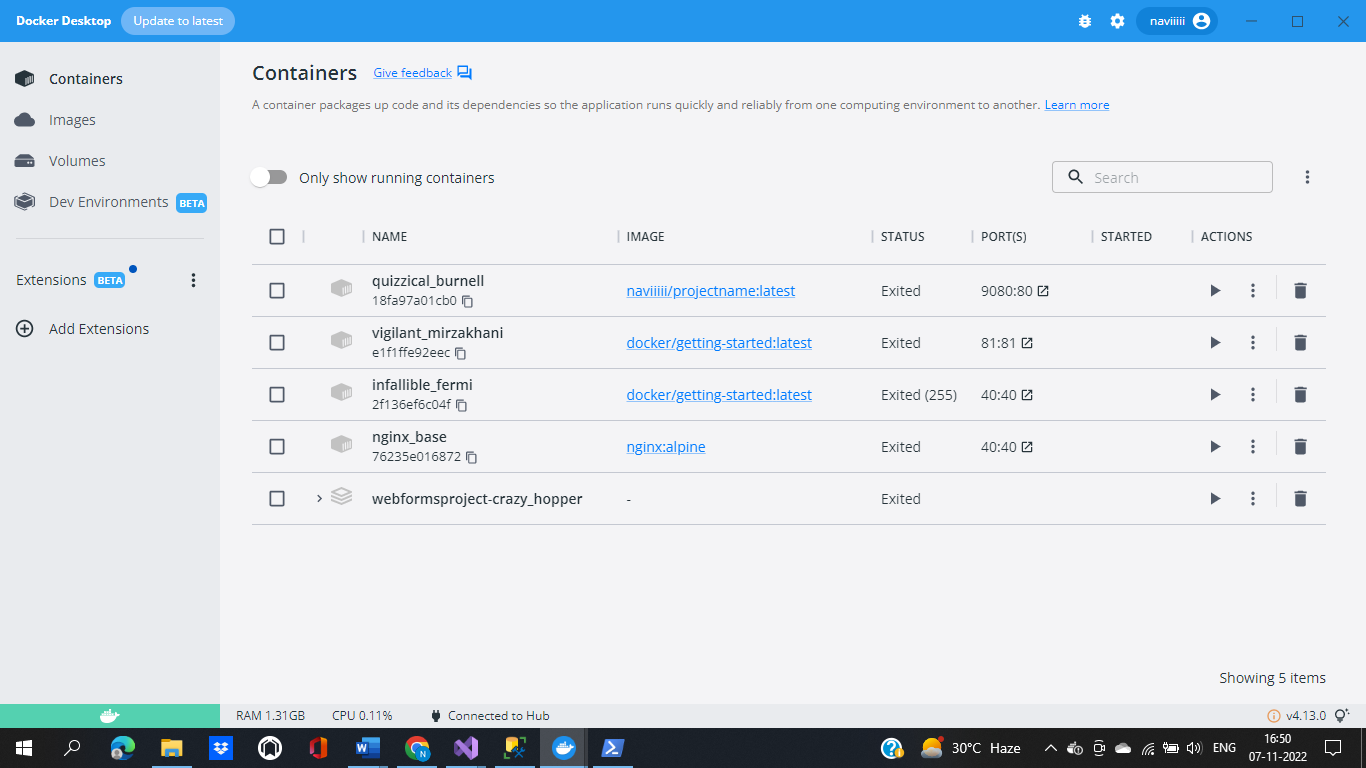 Docker Desktop Update to latest naviiiii
Containers
Images
Volumes
Dev Environments BETA
Extensions BETA
Add Extensions
Containers Give feedback
A container packages up code and its dependencies so the application runs quickly and reliably from one computing environment to another. Learn more
Only show running containers Search
NAME IMAGE STATUS PORT(S) STARTED ACTIONS
quizzical_burnell
18fa97a01cb0
naviiiii/projectname:latest Exited 9080:80
vigilant_mirzakhani
e1f1ffe92eec
docker/getting-started:latest Exited 81:81
infallible_fermi
2f136ef6c04f
docker/getting-started:latest Exited (255) 40:40
nginx_base
76235e016872
nginx:alpine Exited 40:40
webformsproject-crazy_hopper - Exited
Showing 5 items
RAM 1.31GB CPU 0.11% Connected to Hub v4.13.0
30°C Haze ENG
16:50
07-11-2022